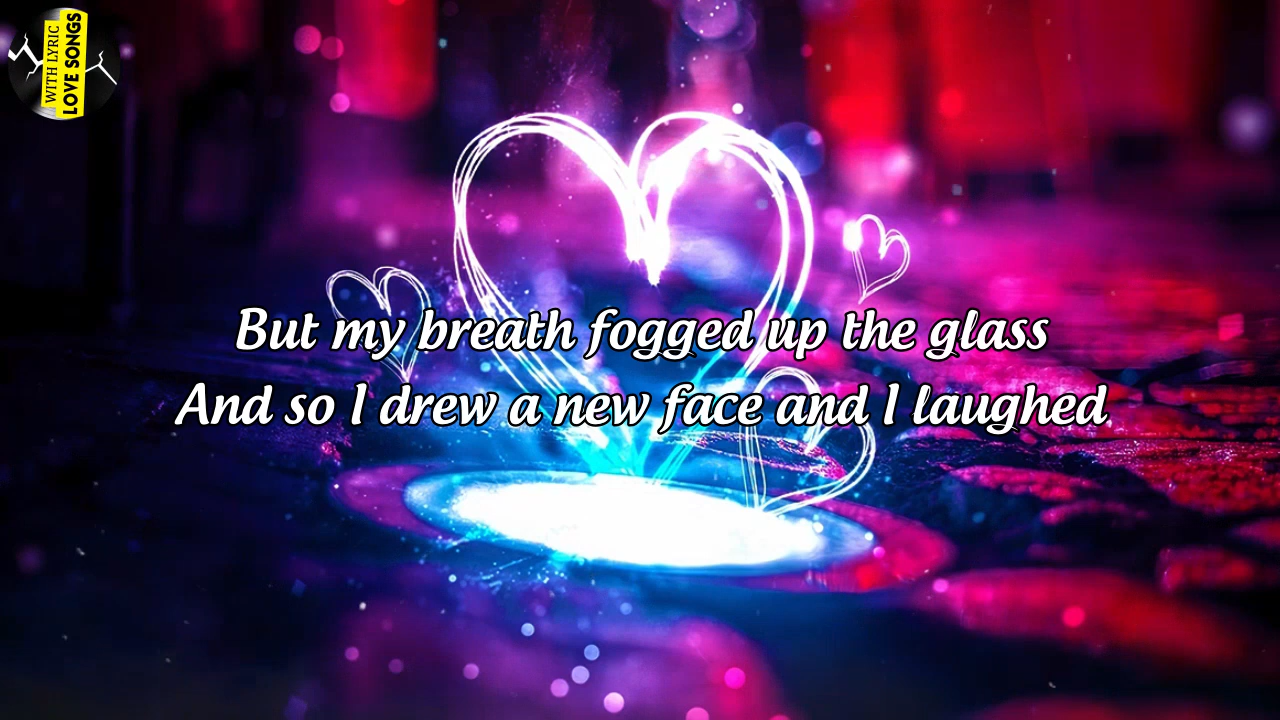 WITH LYRIC
LOVE SONGS
But my breath fogged up the glass
And so I drew a new face and I laughed